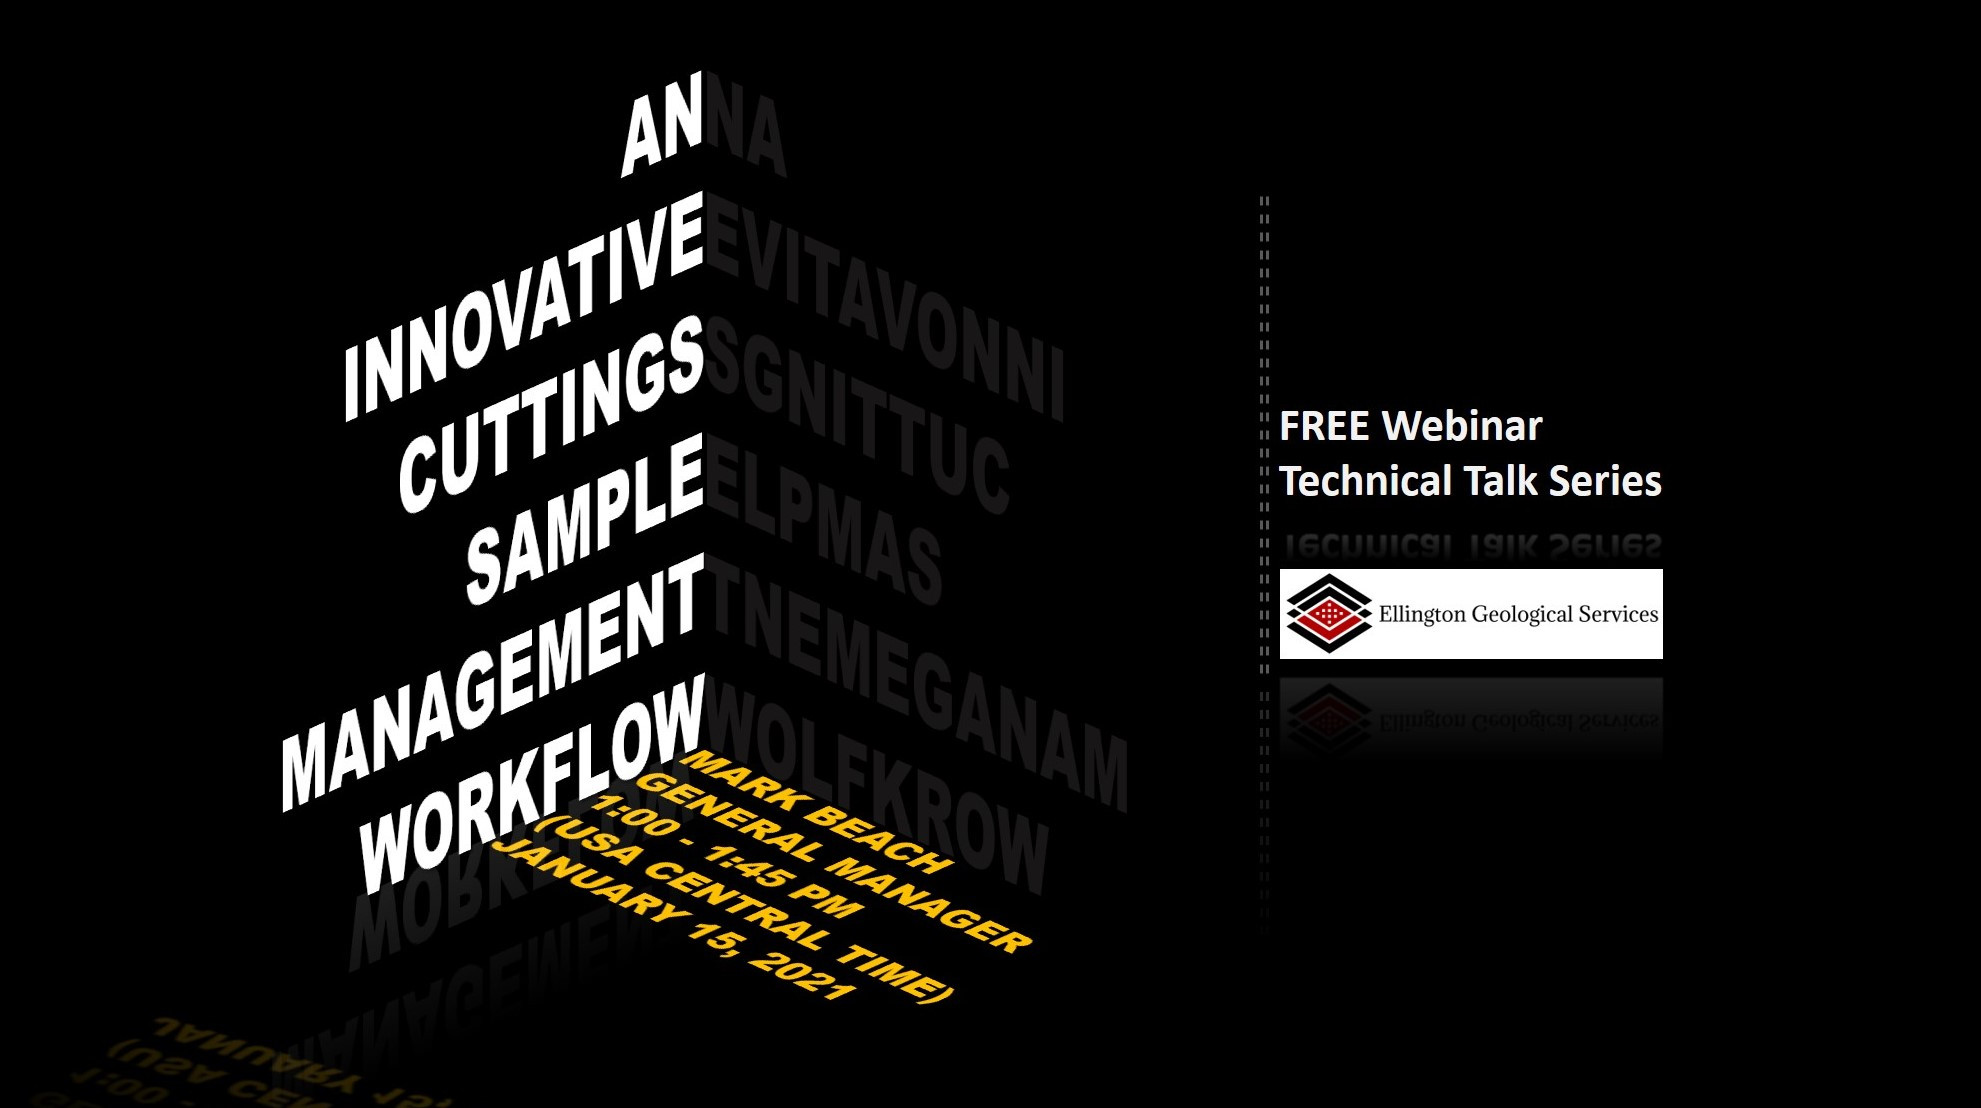 AN
INNOVATIVE
CUTTINGS
SAMPLE
MANAGEMENT
WORKFLOW
MARK BEACH
GENERAL MANAGER
1:00 - 1:45 PM
(USA CENTRAL TIME)
JANUARY 15, 2021
FREE Webinar
Technical Talk Series
Ellington Geological Services